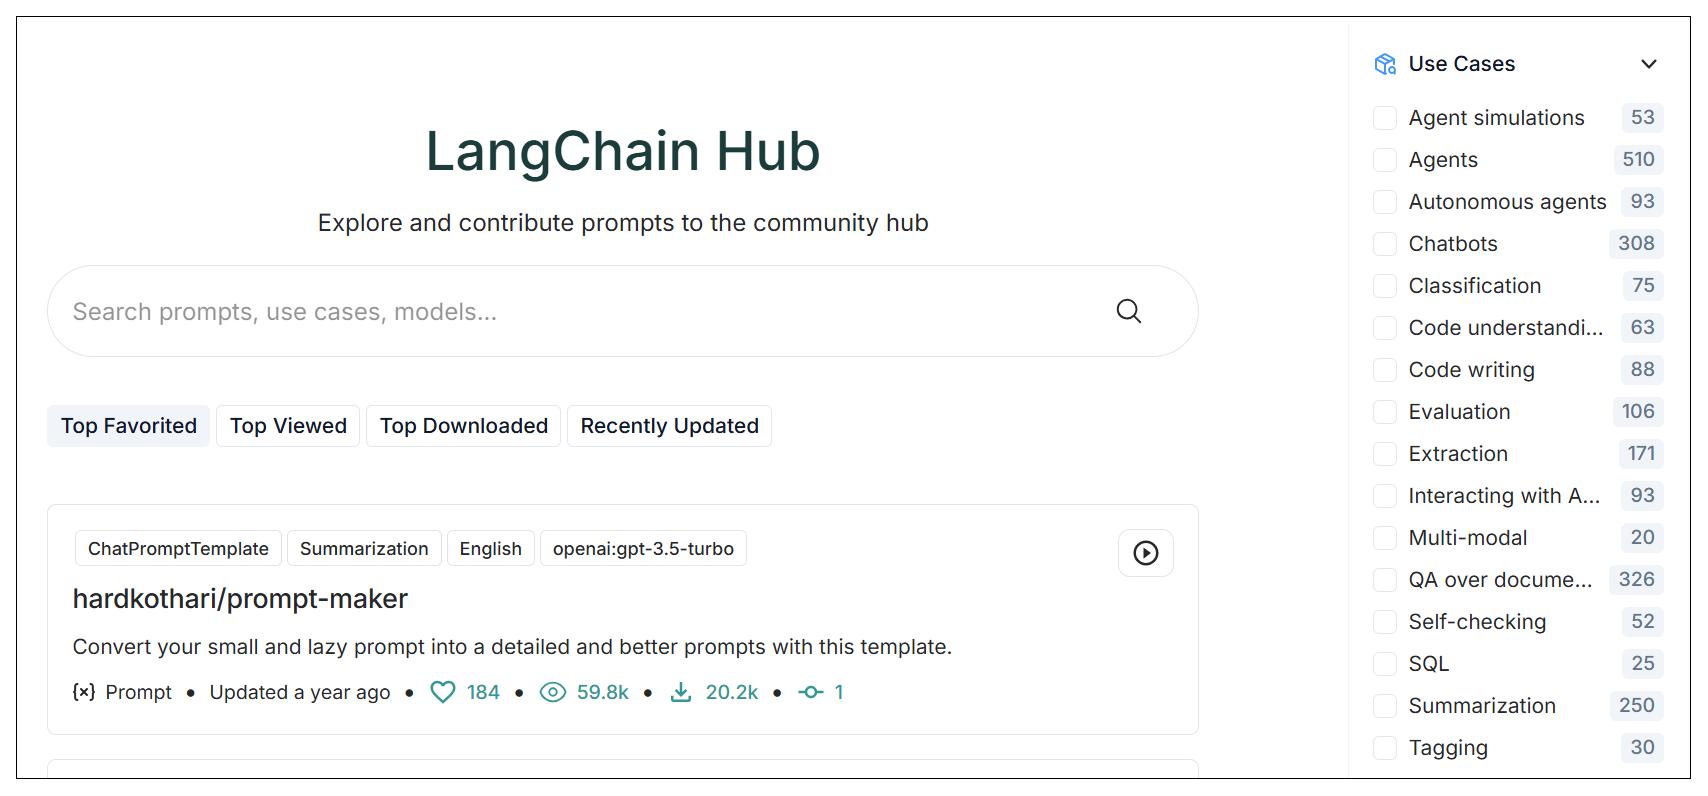 LangChain Hub
Explore and contribute prompts to the community hub
Search prompts, use cases, models...
Top Favorited Top Viewed Top Downloaded Recently Updated
ChatPromptTemplate Summarization English openai:gpt-3.5-turbo
hardkothari/prompt-maker
Convert your small and lazy prompt into a detailed and better prompts with this template.
{x} Prompt • Updated a year ago • 184 • 59.8k • 20.2k • 1
Use Cases
Agent simulations 53
Agents 510
Autonomous agents 93
Chatbots 308
Classification 75
Code understandi... 63
Code writing 88
Evaluation 106
Extraction 171
Interacting with A... 93
Multi-modal 20
QA over docume... 326
Self-checking 52
SQL 25
Summarization 250
Tagging 30